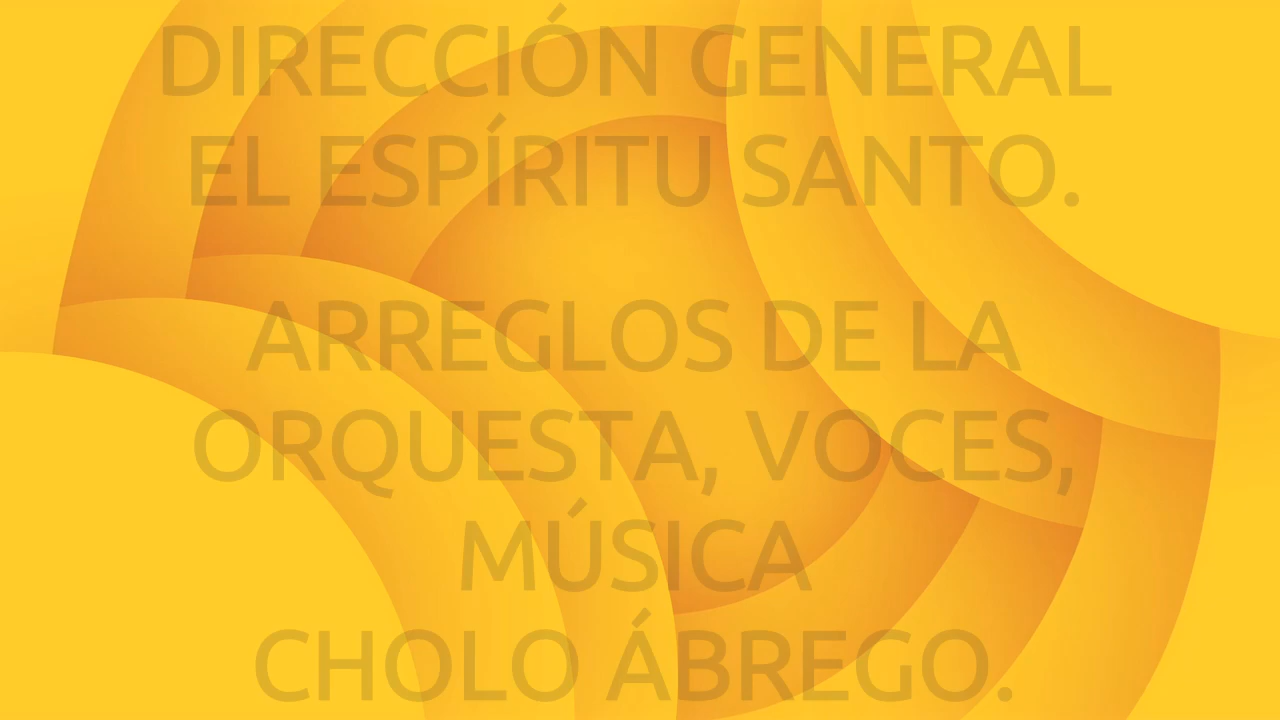 DIRECCIÓN GENERAL
EL ESPÍRITU SANTO.
ARREGLOS DE LA
ORQUESTA, VOCES,
MÚSICA
CHOLO ÁBREGO.